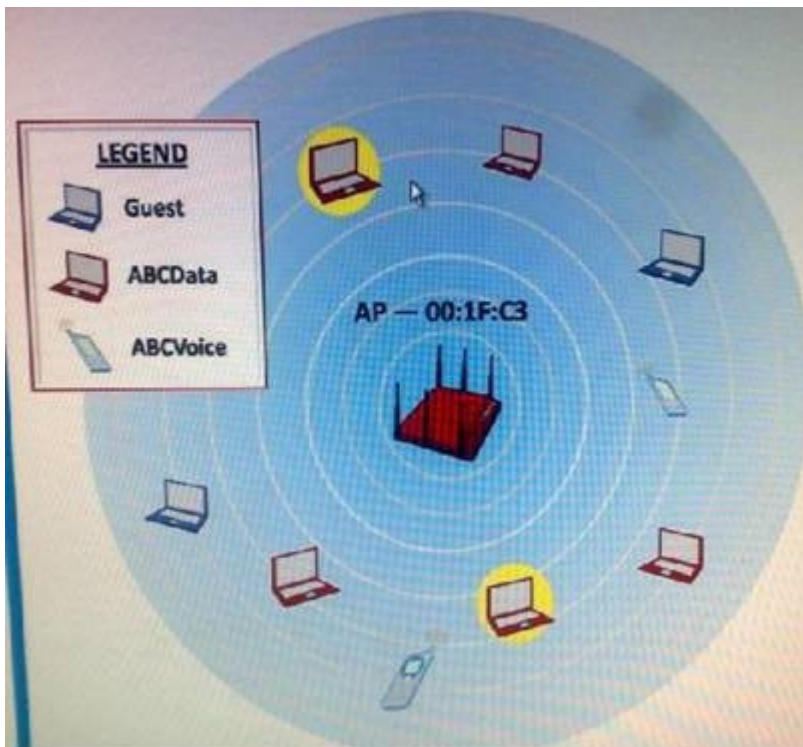 LEGEND
Guest
ABCData
ABCVoice
AP — 00:1F:C3